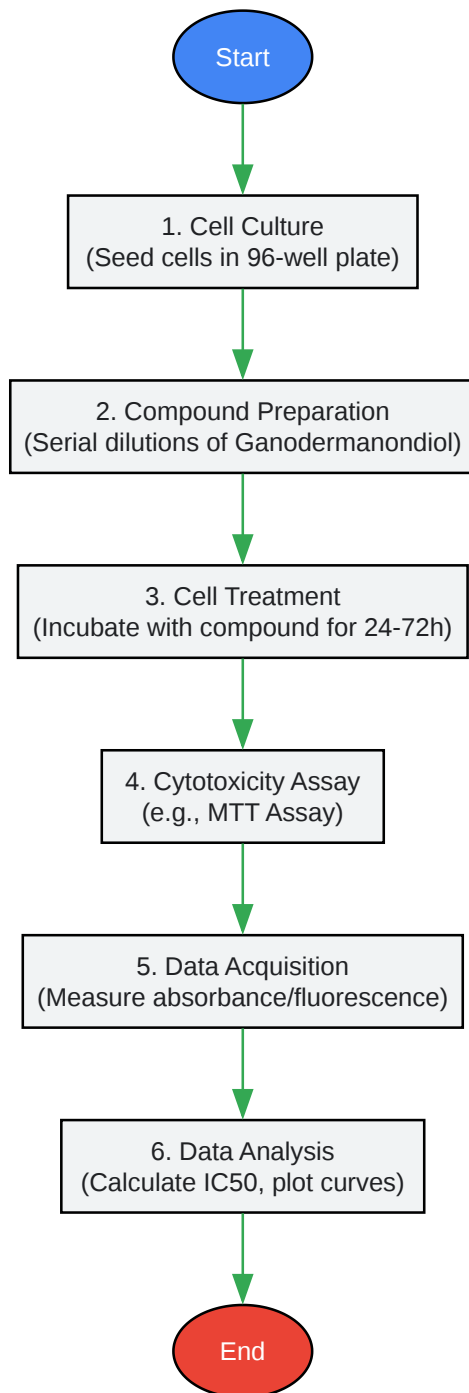 Start
1. Cell Culture
(Seed cells in 96-well plate)
2. Compound Preparation
(Serial dilutions of Ganodermanondiol)
3. Cell Treatment
(Incubate with compound for 24-72h)
4. Cytotoxicity Assay
(e.g., MTT Assay)
5. Data Acquisition
(Measure absorbance/fluorescence)
6. Data Analysis
(Calculate IC50, plot curves)
End